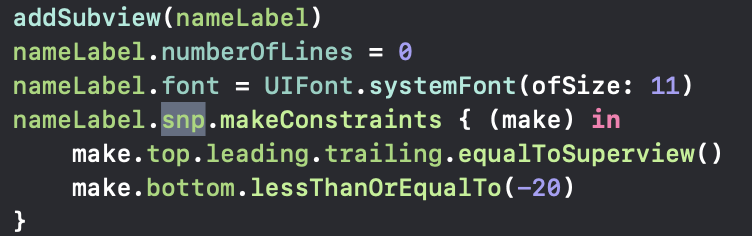 addSubview(nameLabel)
nameLabel.numberOfLines = 0
nameLabel.font = UIFont.systemFont(ofSize: 11)
nameLabel.snp.makeConstraints { (make) in
    make.top.leading.trailing.equalToSuperview()
    make.bottom.lessThanOrEqualTo(-20)
}